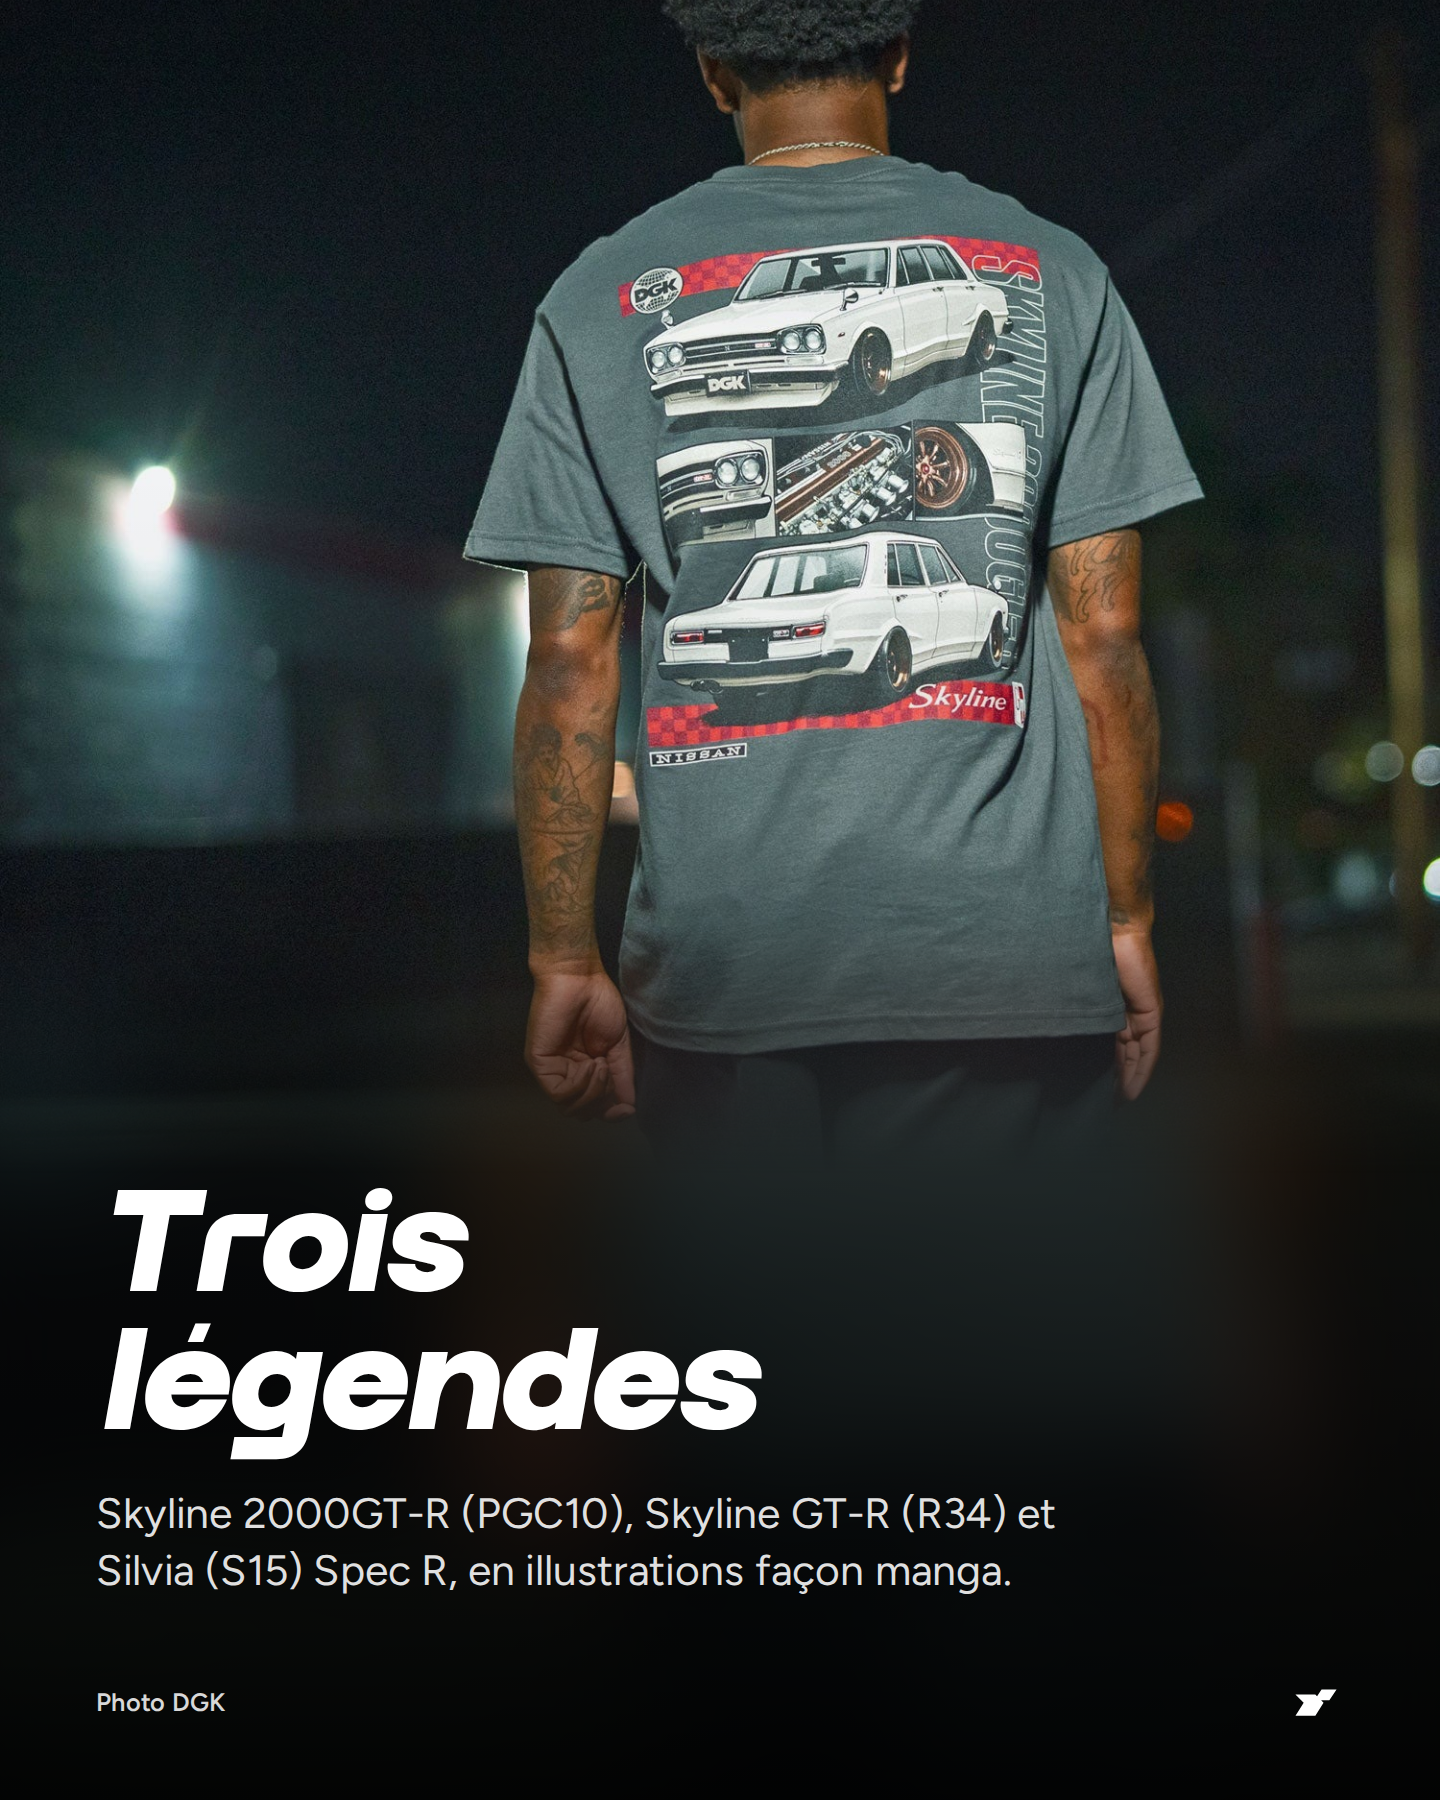 DGK
DGK
Skyline
NISSAN
Trois
légendes
Skyline 2000GT-R (PGC10), Skyline GT-R (R34) et
Silvia (S15) Spec R, en illustrations façon manga.
Photo DGK